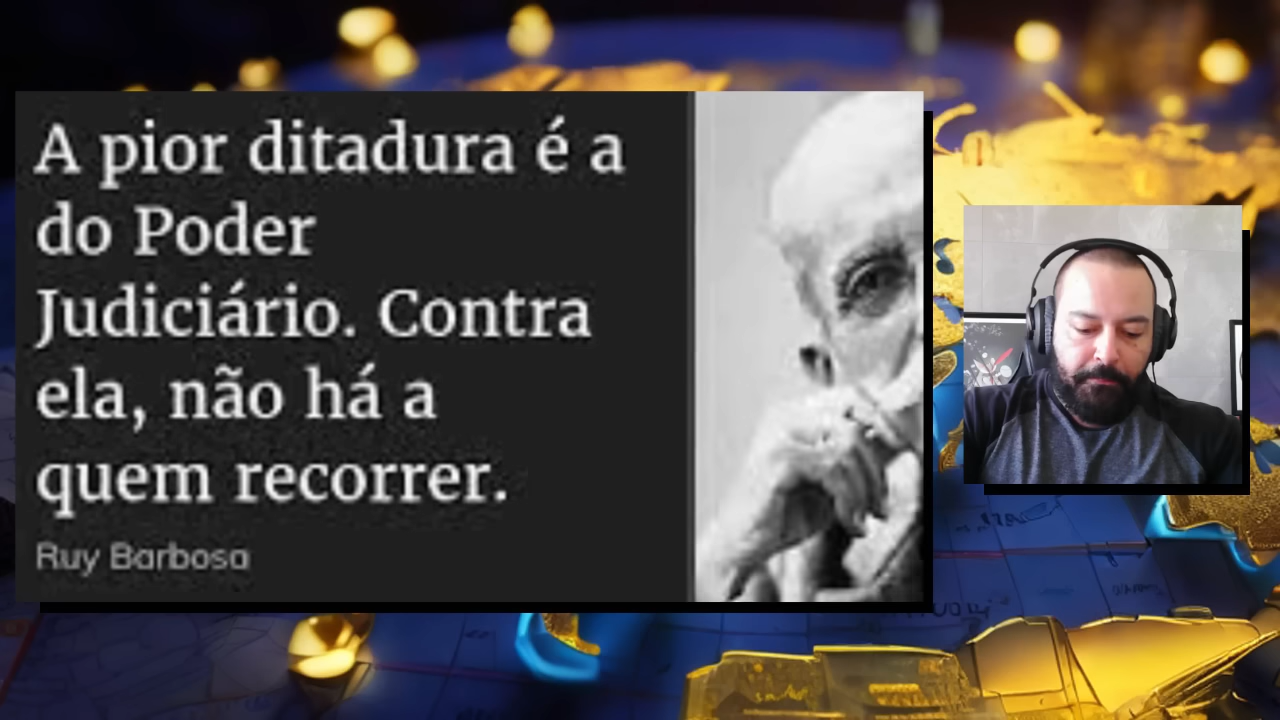 A pior ditadura é a
do Poder
Judiciário. Contra
ela, não há a
quem recorrer.
Ruy Barbosa